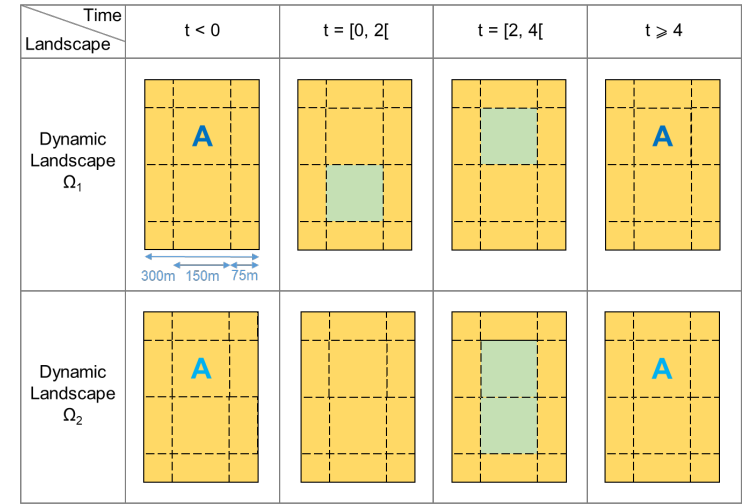 Time
Landscape
t < 0
t = [0, 2[
t = [2, 4[
t ⩾ 4
Dynamic
Landscape
Ω₁
A
A
300m 150m 75m
Dynamic
Landscape
Ω₂
A
A